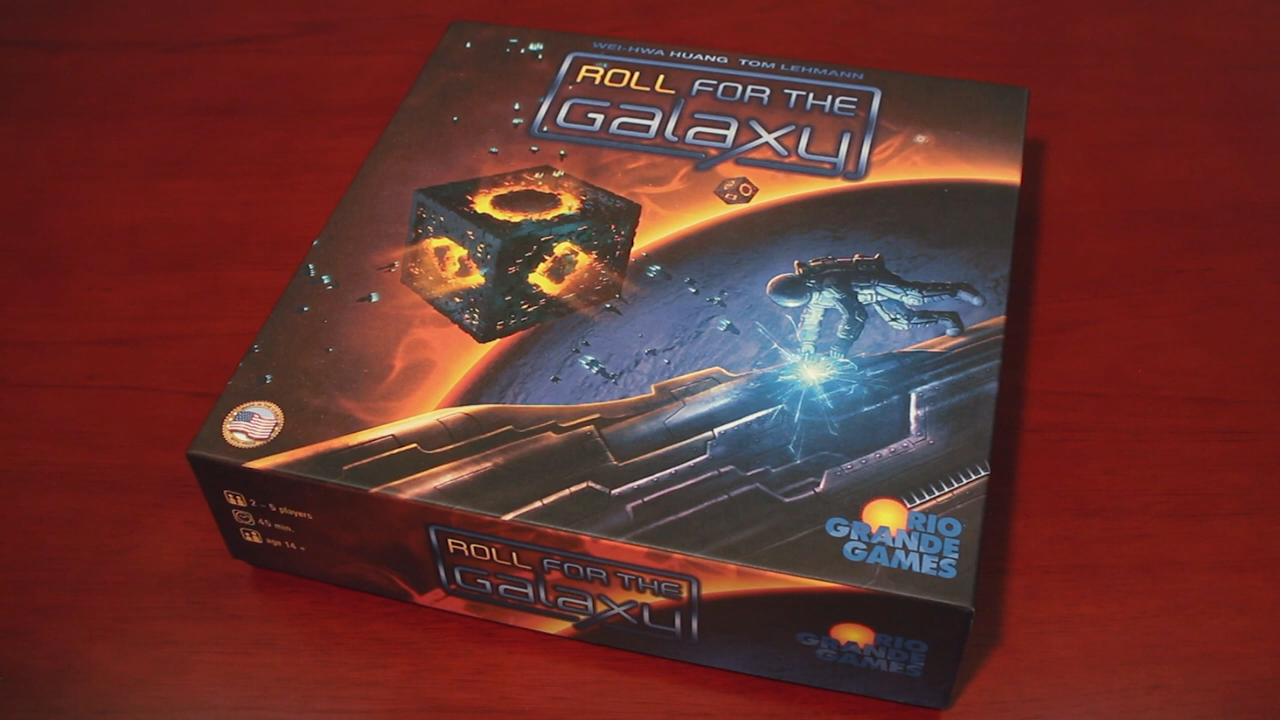 WEI-HWA HUANG TOM LEHMANN
ROLL FOR THE
Galaxy
RIO
GRANDE
GAMES
2 - 5 players
45 min.
age 14 +
ROLL FOR THE
Galaxy
RIO
GRANDE
GAMES